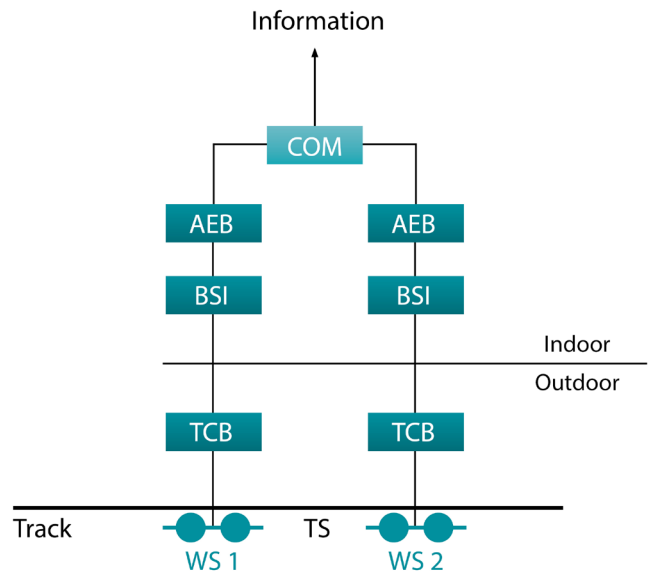 Information
COM
AEB AEB
BSI BSI
Indoor
Outdoor
TCB TCB
Track TS
WS 1 WS 2